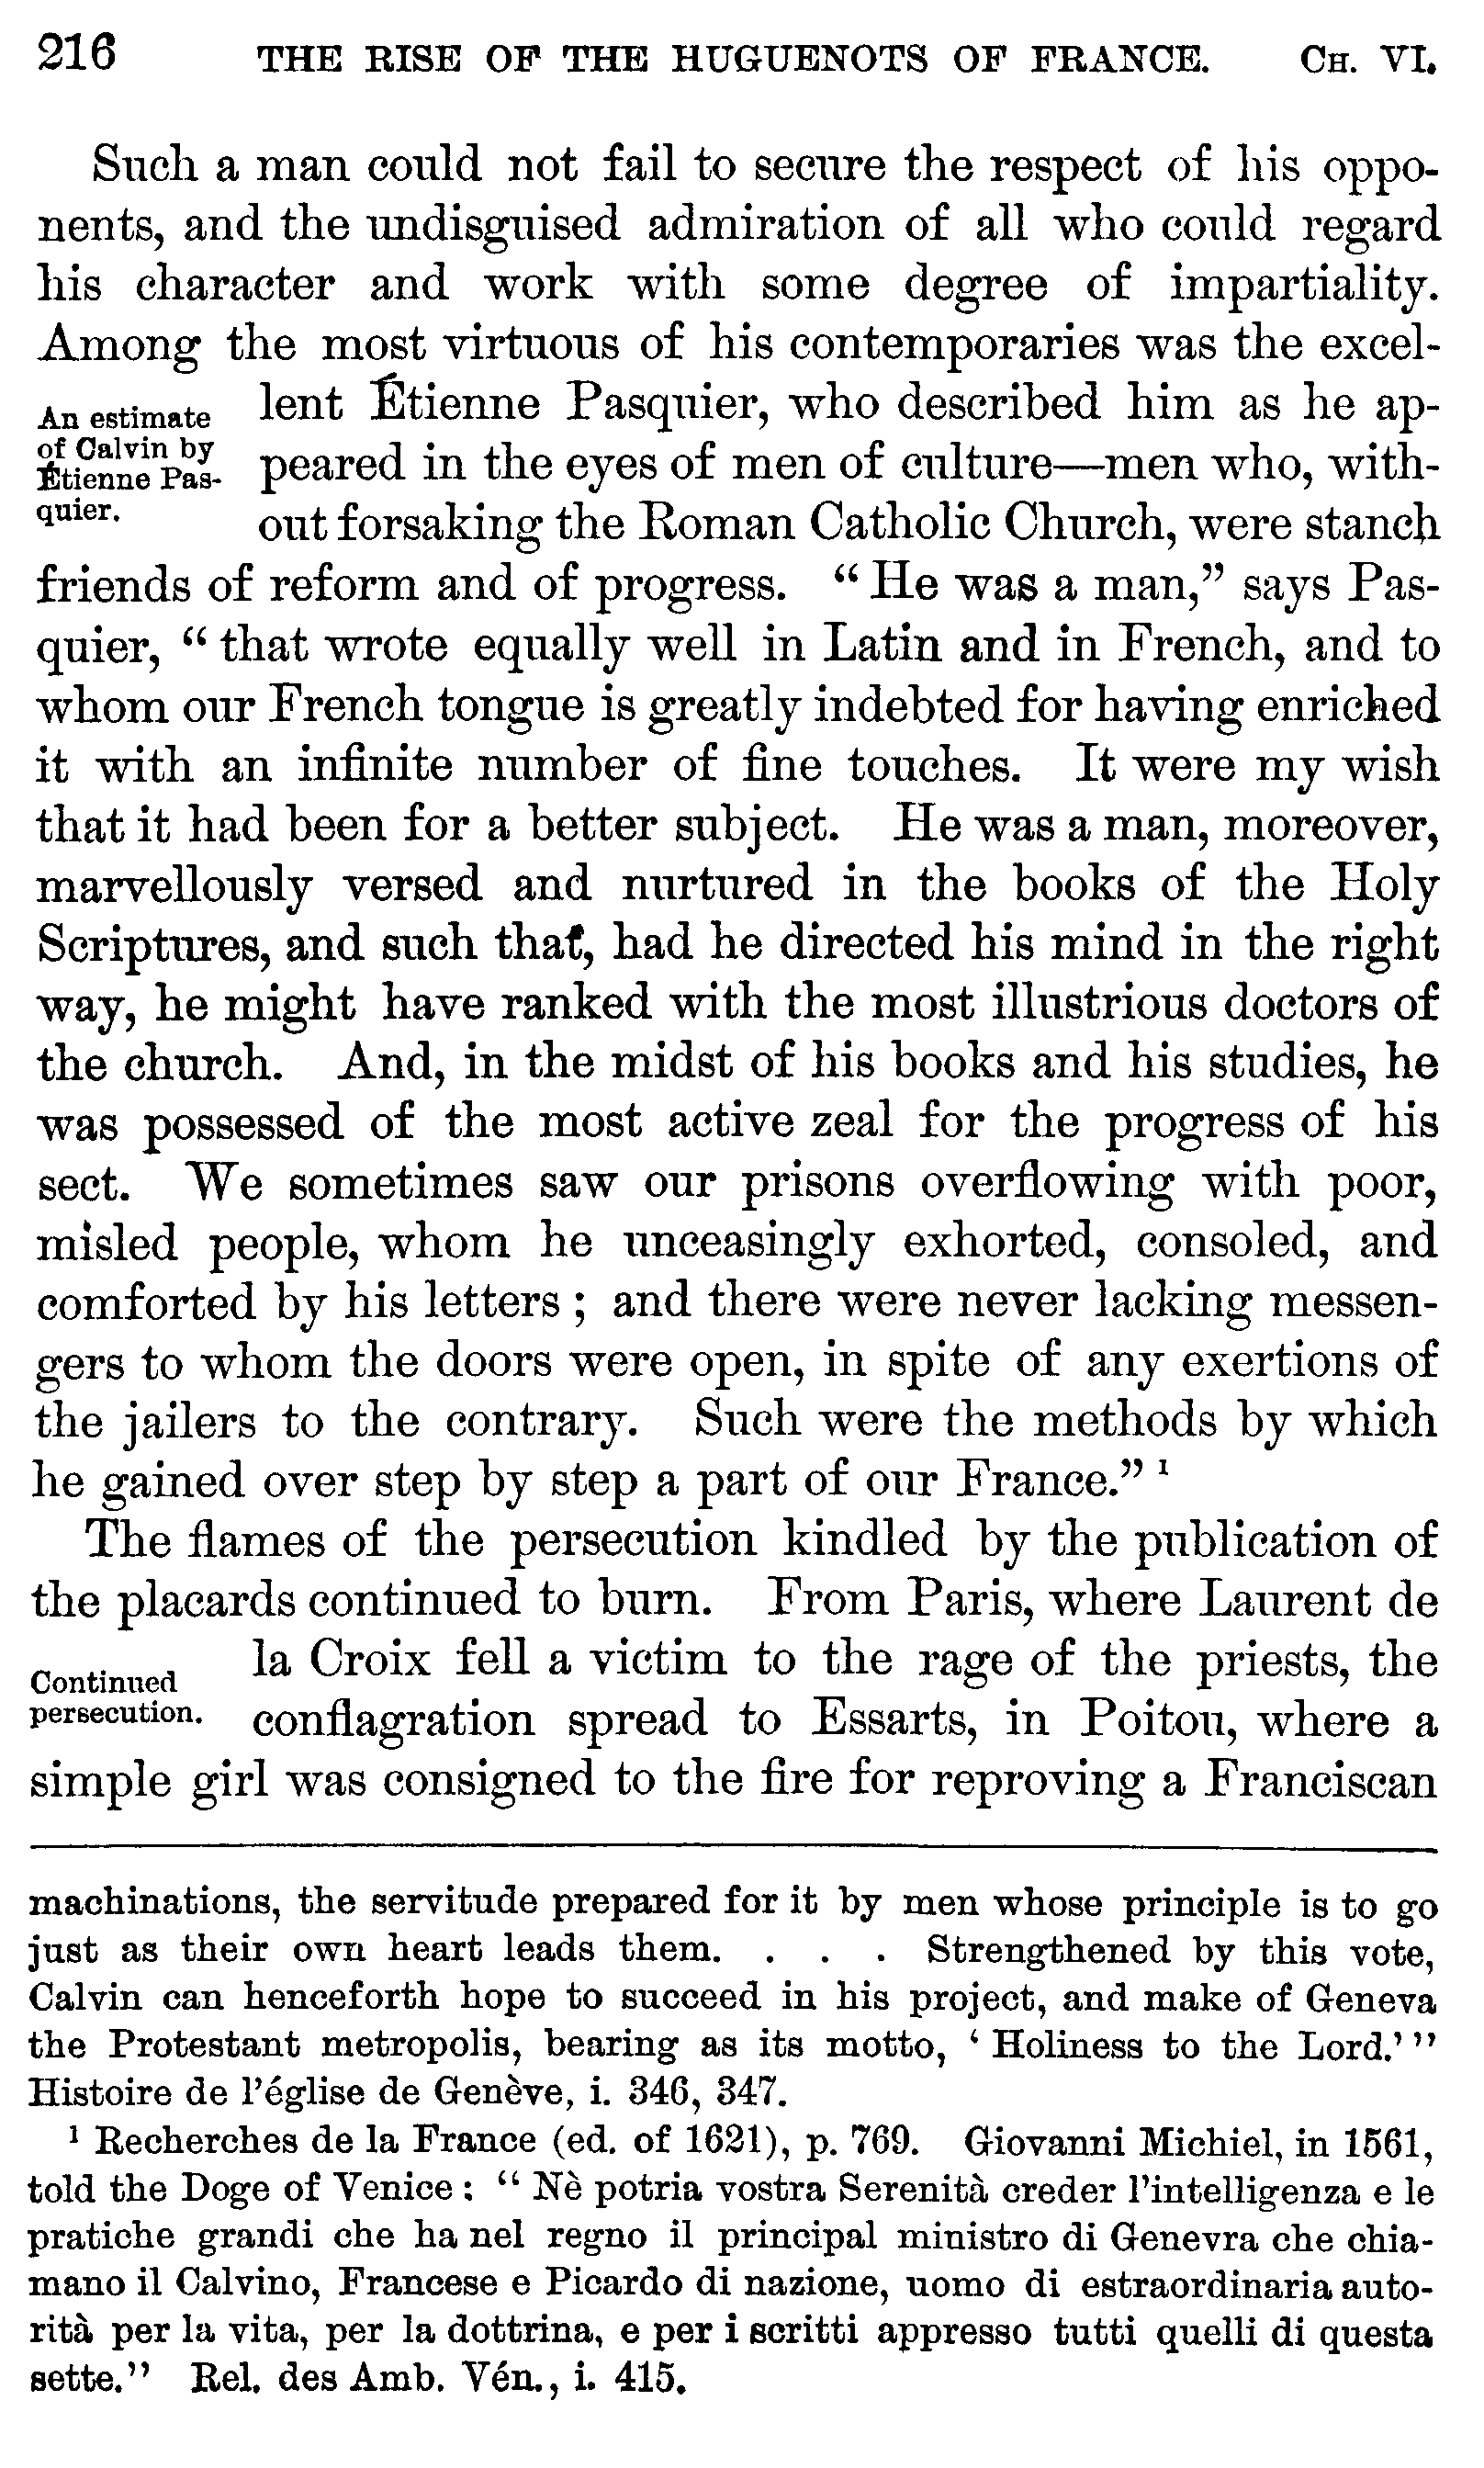 216 THE RISE OF THE HUGUENOTS OF FRANCE. CH. VI.
Such a man could not fail to secure the respect of his oppo-
nents, and the undisguised admiration of all who could regard
his character and work with some degree of impartiality.
Among the most virtuous of his contemporaries was the excel-
An estimate
of Calvin by
Étienne Pas-
quier.
lent Étienne Pasquier, who described him as he ap-
peared in the eyes of men of culture—men who, with-
out forsaking the Roman Catholic Church, were stanch
friends of reform and of progress. “ He was a man,” says Pas-
quier, “ that wrote equally well in Latin and in French, and to
whom our French tongue is greatly indebted for having enriched
it with an infinite number of fine touches. It were my wish
that it had been for a better subject. He was a man, moreover,
marvellously versed and nurtured in the books of the Holy
Scriptures, and such that, had he directed his mind in the right
way, he might have ranked with the most illustrious doctors of
the church. And, in the midst of his books and his studies, he
was possessed of the most active zeal for the progress of his
sect. We sometimes saw our prisons overflowing with poor,
misled people, whom he unceasingly exhorted, consoled, and
comforted by his letters ; and there were never lacking messen-
gers to whom the doors were open, in spite of any exertions of
the jailers to the contrary. Such were the methods by which
he gained over step by step a part of our France.” ¹
The flames of the persecution kindled by the publication of
the placards continued to burn. From Paris, where Laurent de
Continued
persecution.
la Croix fell a victim to the rage of the priests, the
conflagration spread to Essarts, in Poitou, where a
simple girl was consigned to the fire for reproving a Franciscan
machinations, the servitude prepared for it by men whose principle is to go
just as their own heart leads them. . . . Strengthened by this vote,
Calvin can henceforth hope to succeed in his project, and make of Geneva
the Protestant metropolis, bearing as its motto, ‘ Holiness to the Lord.’ ”
Histoire de l’église de Genève, i. 346, 347.
¹ Recherches de la France (ed. of 1621), p. 769. Giovanni Michiel, in 1561,
told the Doge of Venice : “ Nè potria vostra Serenità creder l’intelligenza e le
pratiche grandi che ha nel regno il principal ministro di Genevra che chia-
mano il Calvino, Francese e Picardo di nazione, uomo di estraordinaria auto-
rità per la vita, per la dottrina, e per i scritti appresso tutti quelli di questa
sette.” Rel. des Amb. Vén., i. 415.